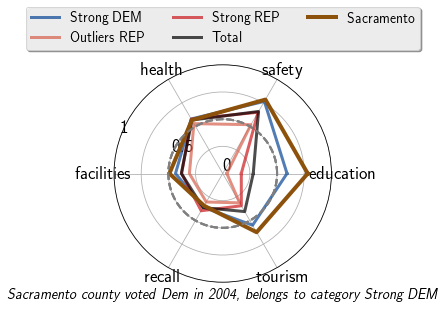 Strong DEM Strong REP Sacramento
Outliers REP Total
health safety
1
0.5
0
facilities education
recall tourism
Sacramento county voted Dem in 2004, belongs to category Strong DEM